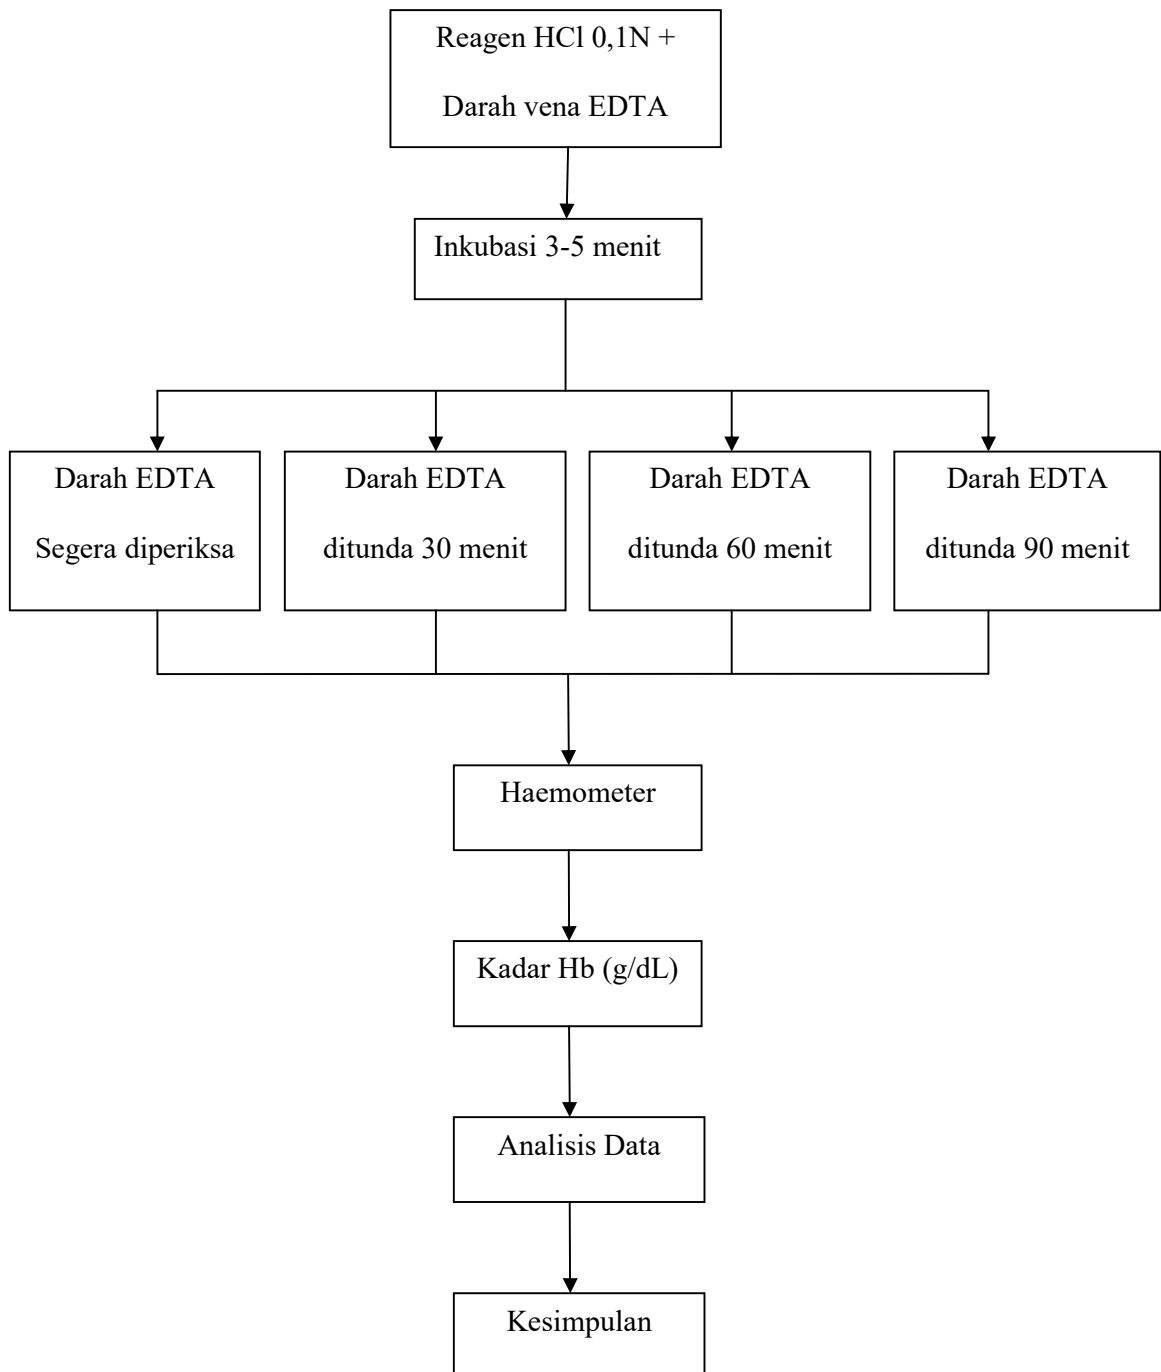 Reagen HCl 0,1N +
Darah vena EDTA
Inkubasi 3-5 menit
Darah EDTA
Segera diperiksa
Darah EDTA
ditunda 30 menit
Darah EDTA
ditunda 60 menit
Darah EDTA
ditunda 90 menit
Haemometer
Kadar Hb (g/dL)
Analisis Data
Kesimpulan